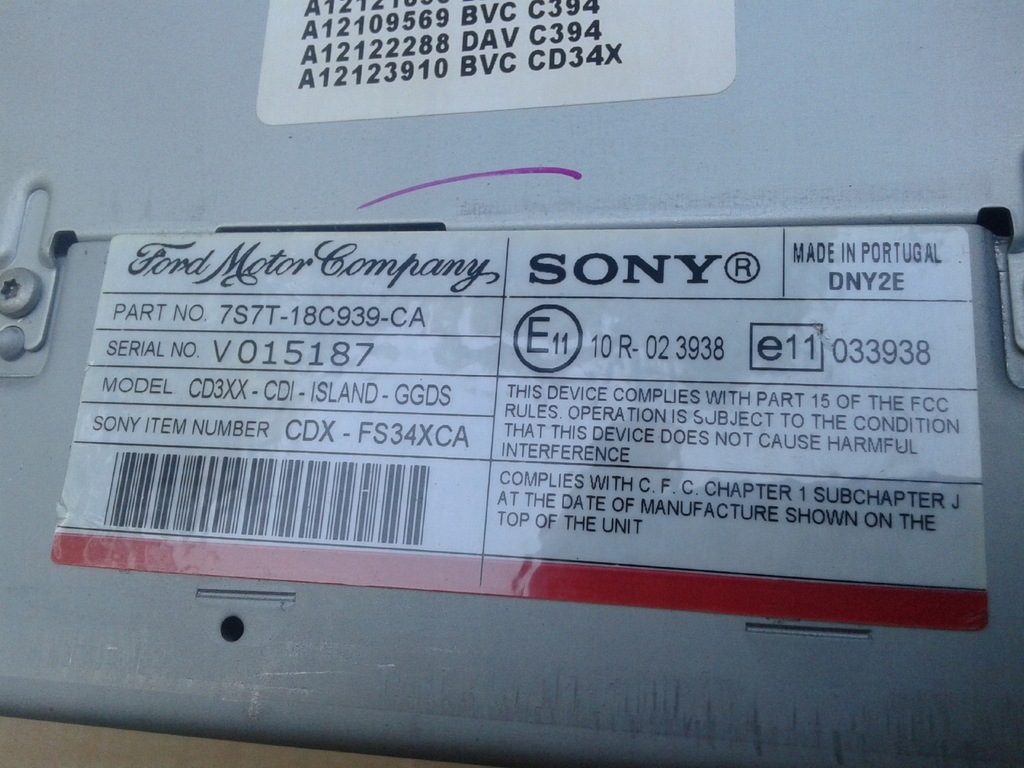 A12109569 BVC C394
A12122288 DAV C394
A12123910 BVC CD34X
Ford Motor Company
SONY®
MADE IN PORTUGAL
DNY2E
PART NO. 7S7T-18C939-CA
SERIAL NO. V015187
MODEL CD3XX - CDI - ISLAND - GGDS
SONY ITEM NUMBER CDX - FS34XCA
E11 10 R- 02 3938 e11 033938
THIS DEVICE COMPLIES WITH PART 15 OF THE FCC
RULES. OPERATION IS SUBJECT TO THE CONDITION
THAT THIS DEVICE DOES NOT CAUSE HARMFUL
INTERFERENCE
COMPLIES WITH C. F. C. CHAPTER 1 SUBCHAPTER J
AT THE DATE OF MANUFACTURE SHOWN ON THE
TOP OF THE UNIT